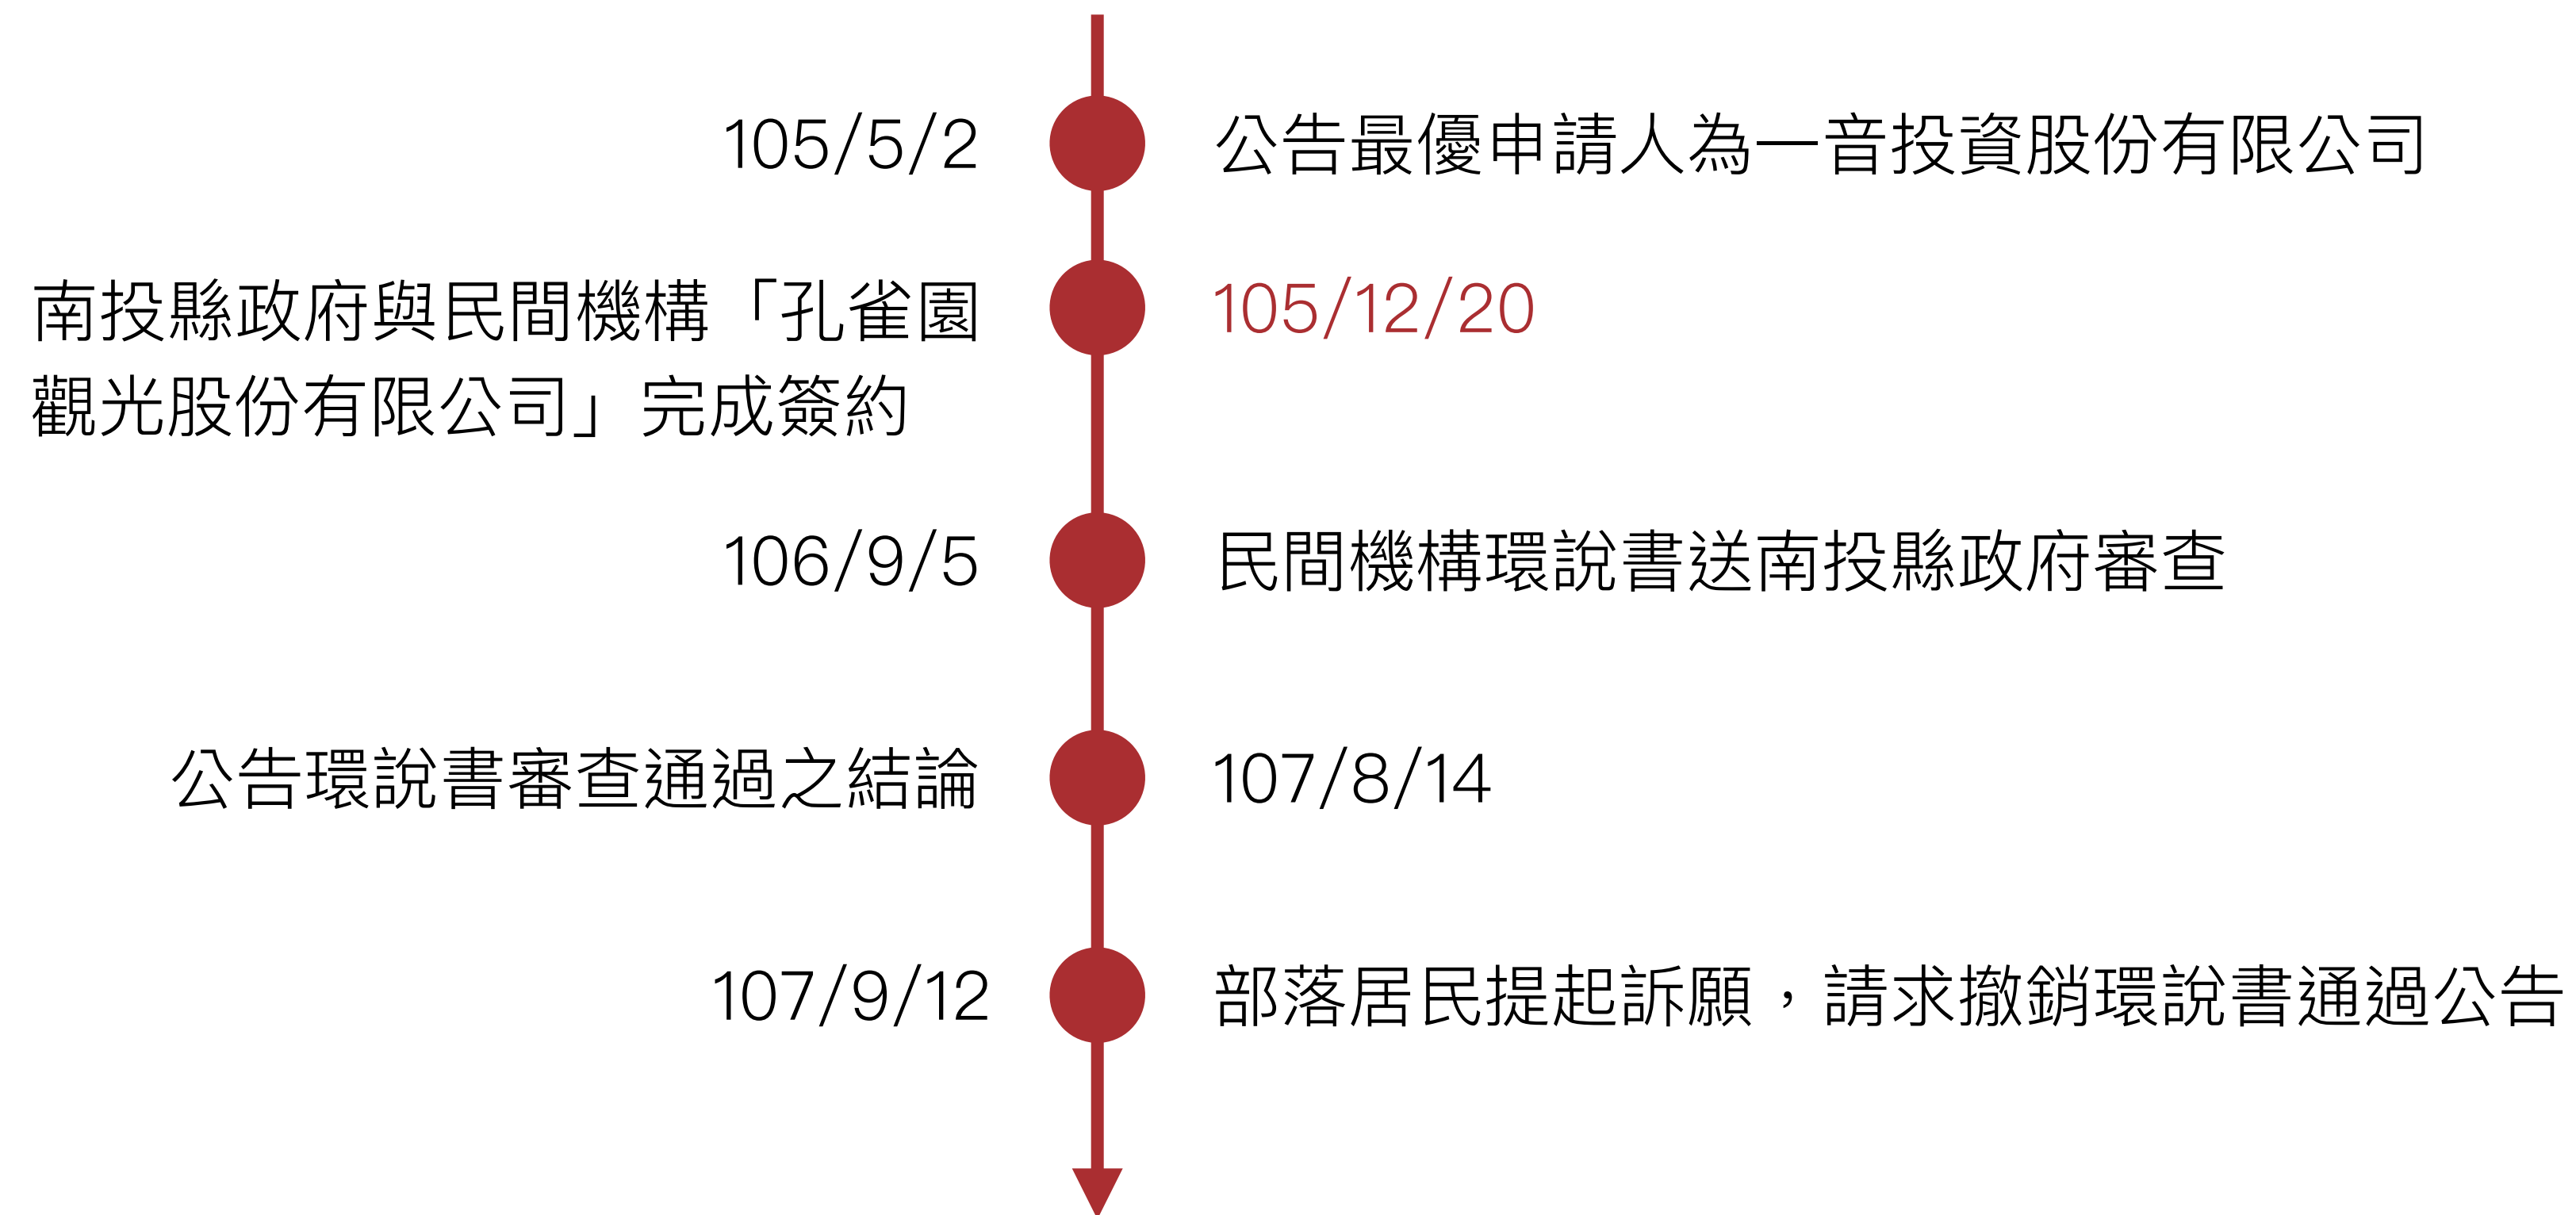 105/5/2
公告最優申請人為一音投資股份有限公司
南投縣政府與民間機構「孔雀園
觀光股份有限公司」完成簽約
105/12/20
106/9/5
民間機構環說書送南投縣政府審查
公告環說書審查通過之結論
107/8/14
107/9/12
部落居民提起訴願，請求撤銷環說書通過公告